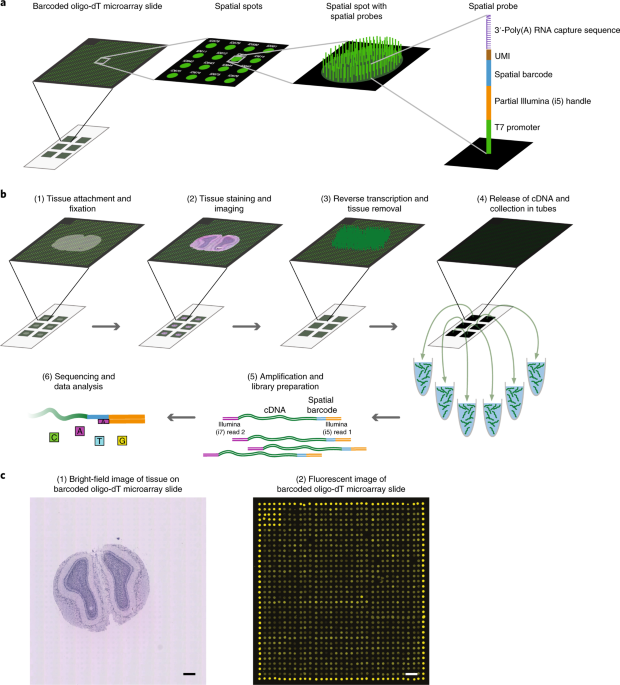 a
Barcoded oligo-dT microarray slide
Spatial spots
Spatial spot with
spatial probes
Spatial probe
3′-Poly(A) RNA capture sequence
UMI
Spatial barcode
Partial Illumina (i5) handle
T7 promoter
b
(1) Tissue attachment and
fixation
(2) Tissue staining and
imaging
(3) Reverse transcription and
tissue removal
(4) Release of cDNA and
collection in tubes
(6) Sequencing and
data analysis
A
C
A
T
G
(5) Amplification and
library preparation
cDNA
Spatial
barcode
Illumina
(i7) read 2
Illumina
(i5) read 1
c
(1) Bright-field image of tissue on
barcoded oligo-dT microarray slide
(2) Fluorescent image of
barcoded oligo-dT microarray slide